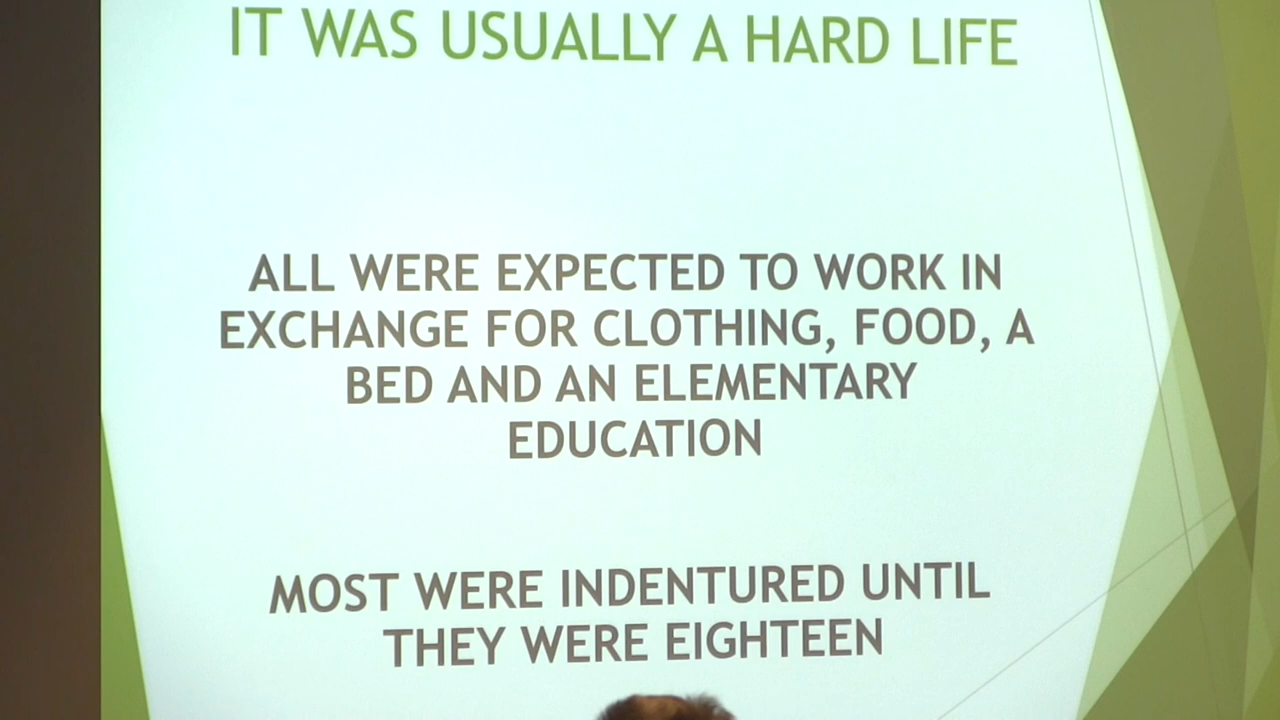 IT WAS USUALLY A HARD LIFE
ALL WERE EXPECTED TO WORK IN
EXCHANGE FOR CLOTHING, FOOD, A
BED AND AN ELEMENTARY
EDUCATION
MOST WERE INDENTURED UNTIL
THEY WERE EIGHTEEN